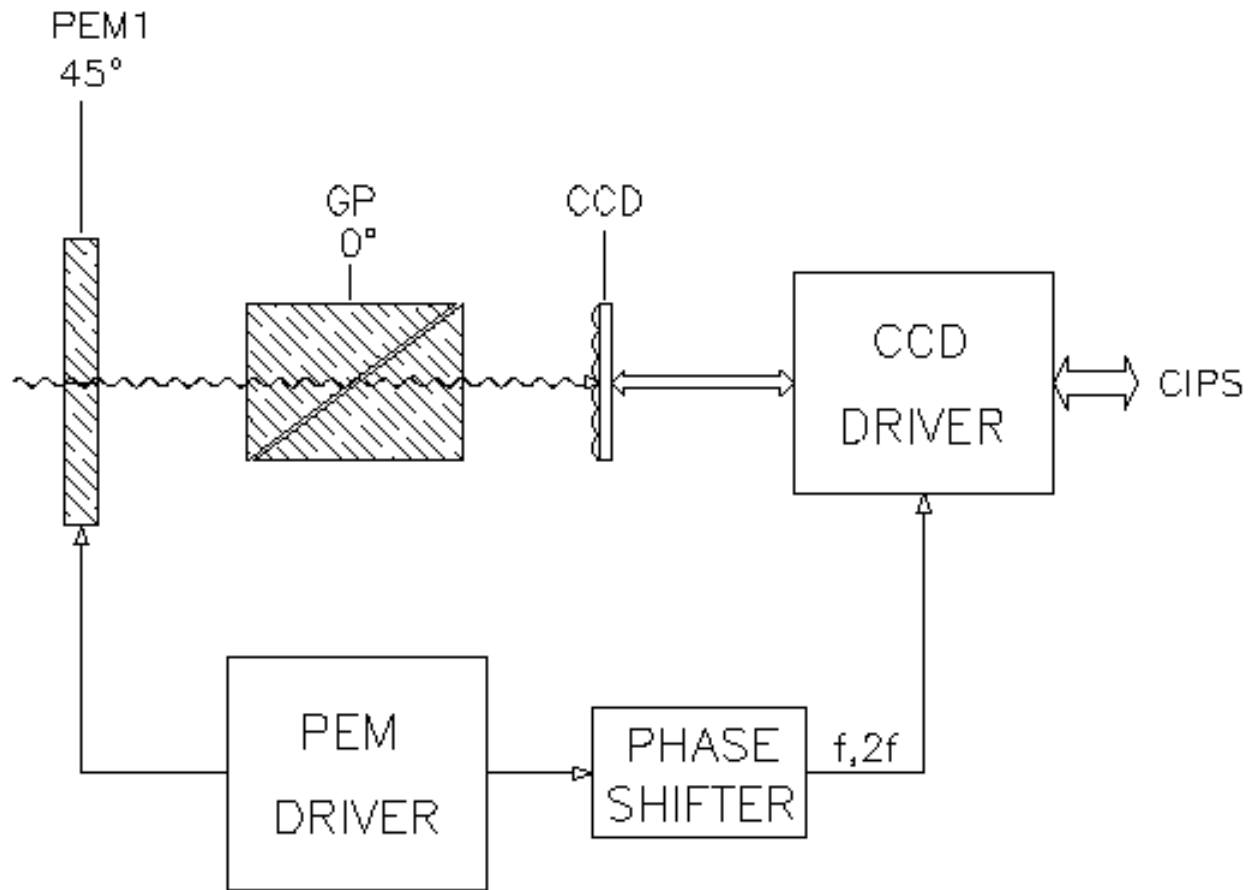 PEM1
45°
GP
0°
CCD
CCD
DRIVER
CIPS
PEM
DRIVER
PHASE
SHIFTER
f,2f